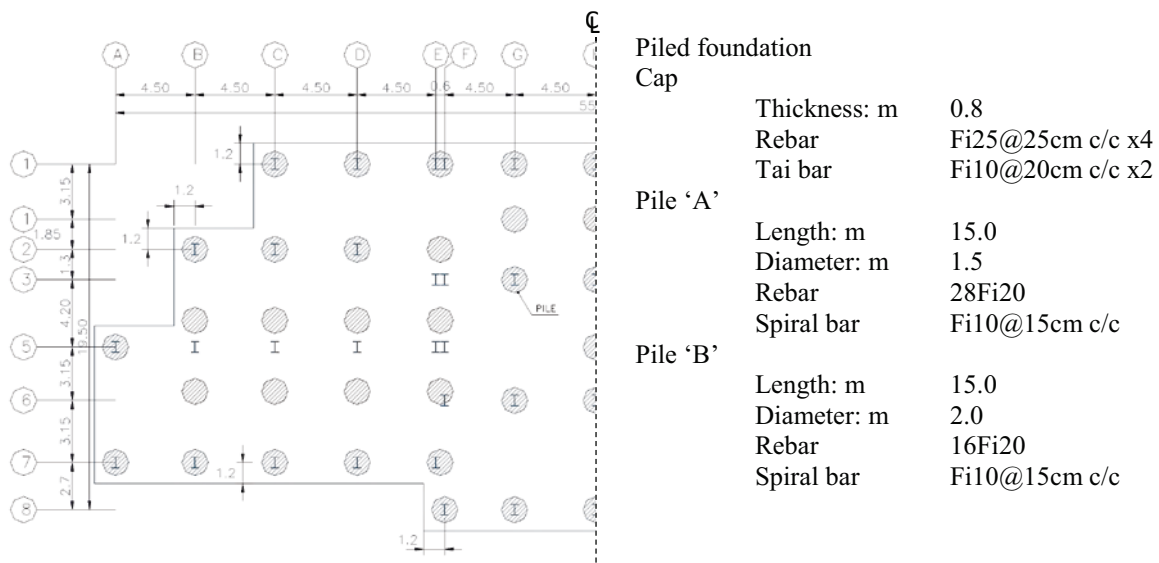 ℄
A B C D E F G
4.50 4.50 4.50 4.50 0.6 4.50 4.50
55
1
1.2
3.15
1.2
1
1.85
1.2
2
I I I II I
I I I
1.3
3
II I
PILE
4.20
19.50
5
I I I I II
3.15
6
I I
3.15
7
I I I I I
1.2
2.7
8
I I
1.2
Piled foundation
Cap
Thickness: m 0.8
Rebar Fi25@25cm c/c x4
Tai bar Fi10@20cm c/c x2
Pile ‘A’
Length: m 15.0
Diameter: m 1.5
Rebar 28Fi20
Spiral bar Fi10@15cm c/c
Pile ‘B’
Length: m 15.0
Diameter: m 2.0
Rebar 16Fi20
Spiral bar Fi10@15cm c/c